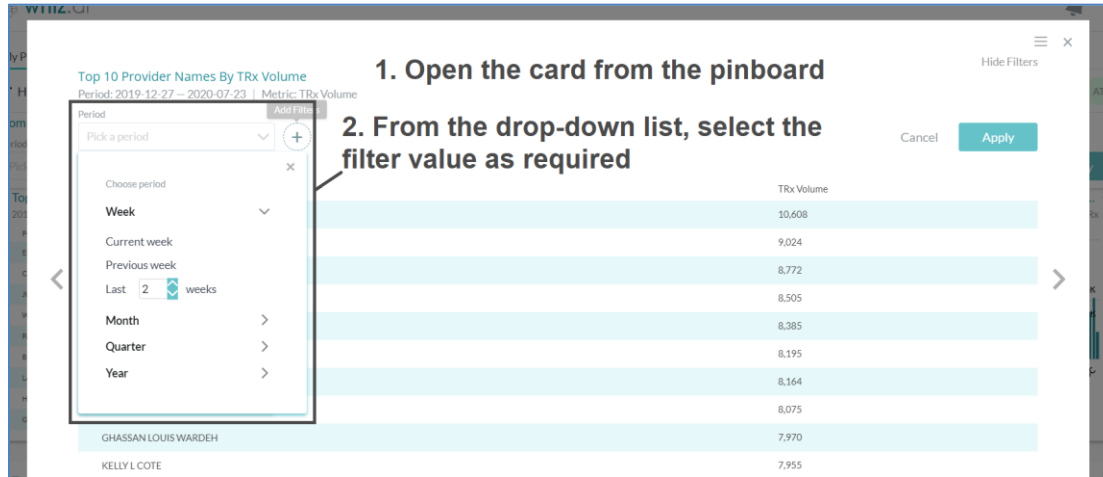 whiz.ai
Hide Filters
1. Open the card from the pinboard
Top 10 Provider Names By TRx Volume
Period: 2019-12-27 — 2020-07-23 | Metric: TRx Volume
Period
Add Filters
Pick a period
+
2. From the drop-down list, select the
filter value as required
Cancel
Apply
Choose period
TRx Volume
Week
10,608
Current week
9,024
Previous week
8,772
Last 2 weeks
8,505
Month
8,385
Quarter
8,195
Year
8,164
8,075
GHASSAN LOUIS WARDEH 7,970
KELLY L COTE 7,955